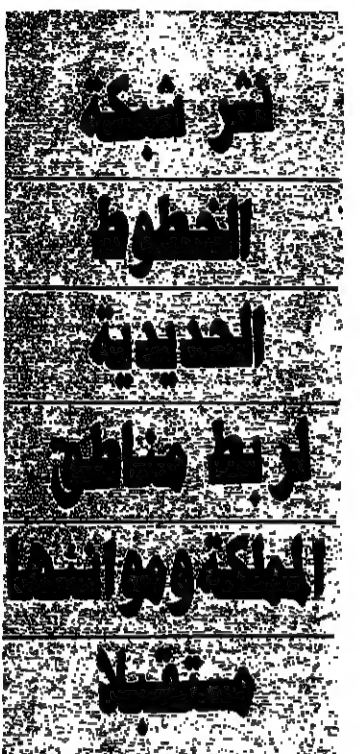 نشر شبكة
الخطوط
الحديدية
لربط مناطق
المملكة وموانئها
مستقبلا